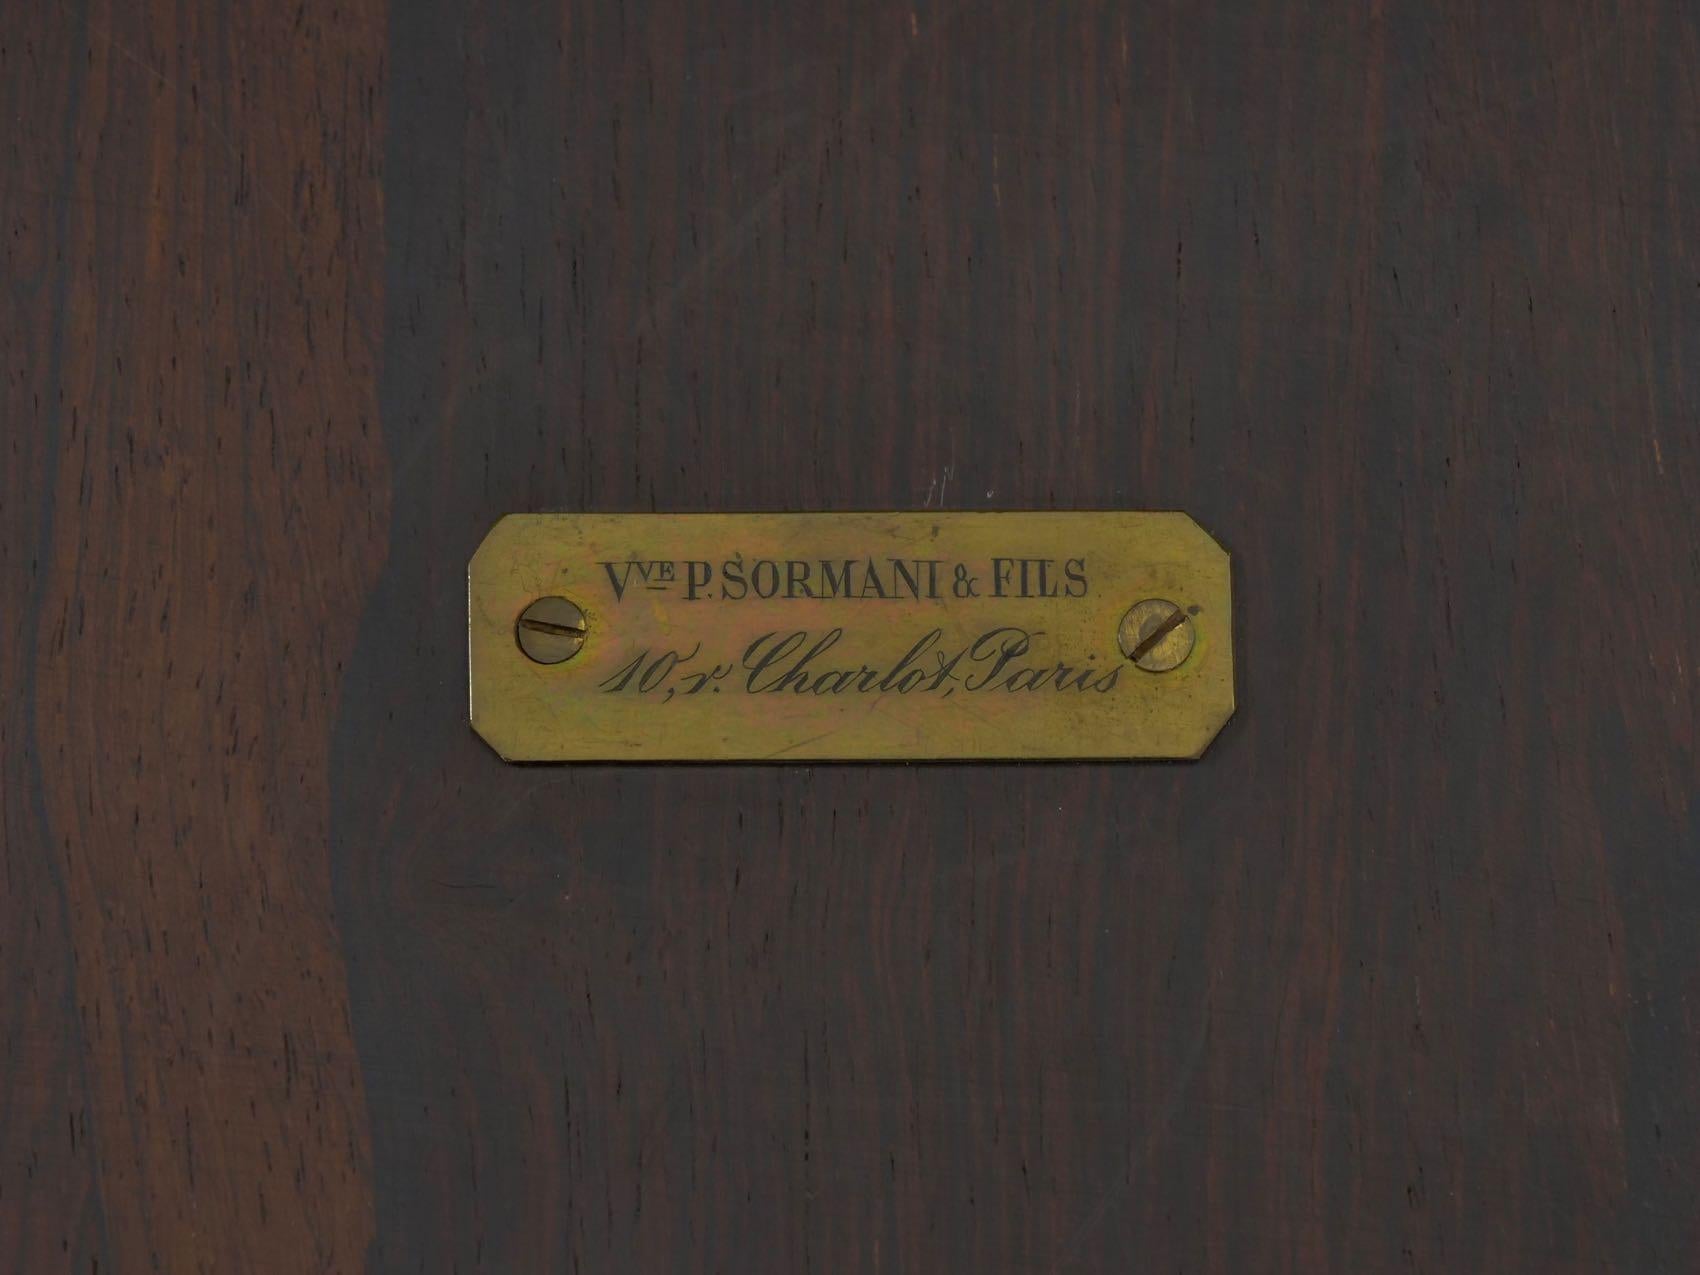 Vve P. SORMANI & FILS
10, r. Charlot, Paris